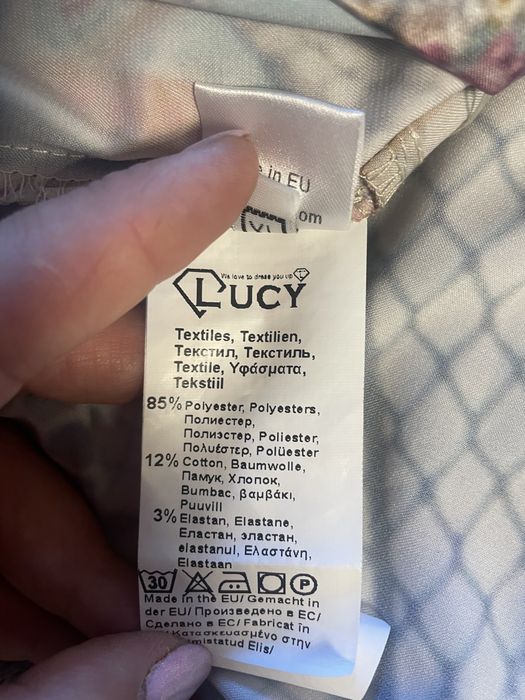 in EU
om
XL
We love to dress you up
LUCY
Textiles, Textilien,
Текстил, Текстиль,
Textile, Υφάσματα,
Tekstiil
85% Polyester, Polyesters,
Полиестер,
Полиэстер, Poliester,
Πολυέστερ, Polüester
12% Cotton, Baumwolle,
Памук, Хлопок,
Bumbac, βαμβάκι,
Puuvill
3% Elastan, Elastane,
Еластан, эластан,
elastanul, Ελαστάνη,
Elastaan
30 P
Made in the EU/ Gemacht in
der EU/ Произведено в ЕС/
Сделано в ЕС/ Fabricat în
Κατασκευασμένο στην
mistatud Elis/